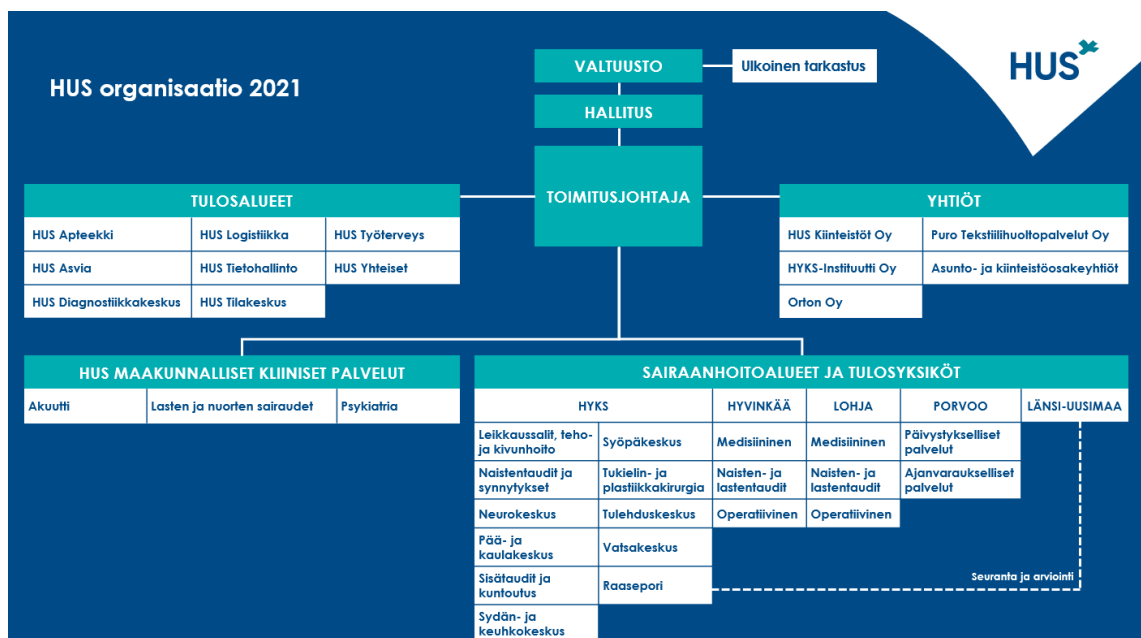 HUS organisaatio 2021
VALTUUSTO
Ulkoinen tarkastus
HUS
HALLITUS
TOIMITUSJOHTAJA
TULOSALUEET
HUS Apteekki
HUS Logistiikka
HUS Työterveys
HUS Asvia
HUS Tietohallinto
HUS Yhteiset
HUS Diagnostiikkakeskus
HUS Tilakeskus
YHTIÖT
HUS Kiinteistöt Oy
Puro Tekstiilihuoltopalvelut Oy
HYKS-Instituutti Oy
Asunto- ja kiinteistöosakeyhtiöt
Orton Oy
HUS MAAKUNNALLISET KLIINISET PALVELUT
Akuutti
Lasten ja nuorten sairaudet
Psykiatria
SAIRAANHOITOALUEET JA TULOSYKSIKÖT
HYKS
HYVINKÄÄ
LOHJA
PORVOO
LÄNSI-UUSIMAA
Leikkaussalit, teho-
ja kivunhoito
Syöpäkeskus
Medisiininen
Medisiininen
Päivystykselliset
palvelut
Naistentaudit ja
synnytykset
Tukielin- ja
plastiikkakirurgia
Naisten- ja
lastentaudit
Naisten- ja
lastentaudit
Ajanvaraukselliset
palvelut
Neurokeskus
Tulehduskeskus
Operatiivinen
Operatiivinen
Pää- ja
kaulakeskus
Vatsakeskus
Sisätaudit ja
kuntoutus
Raasepori
Seuranta ja arviointi
Sydän- ja
keuhkokeskus